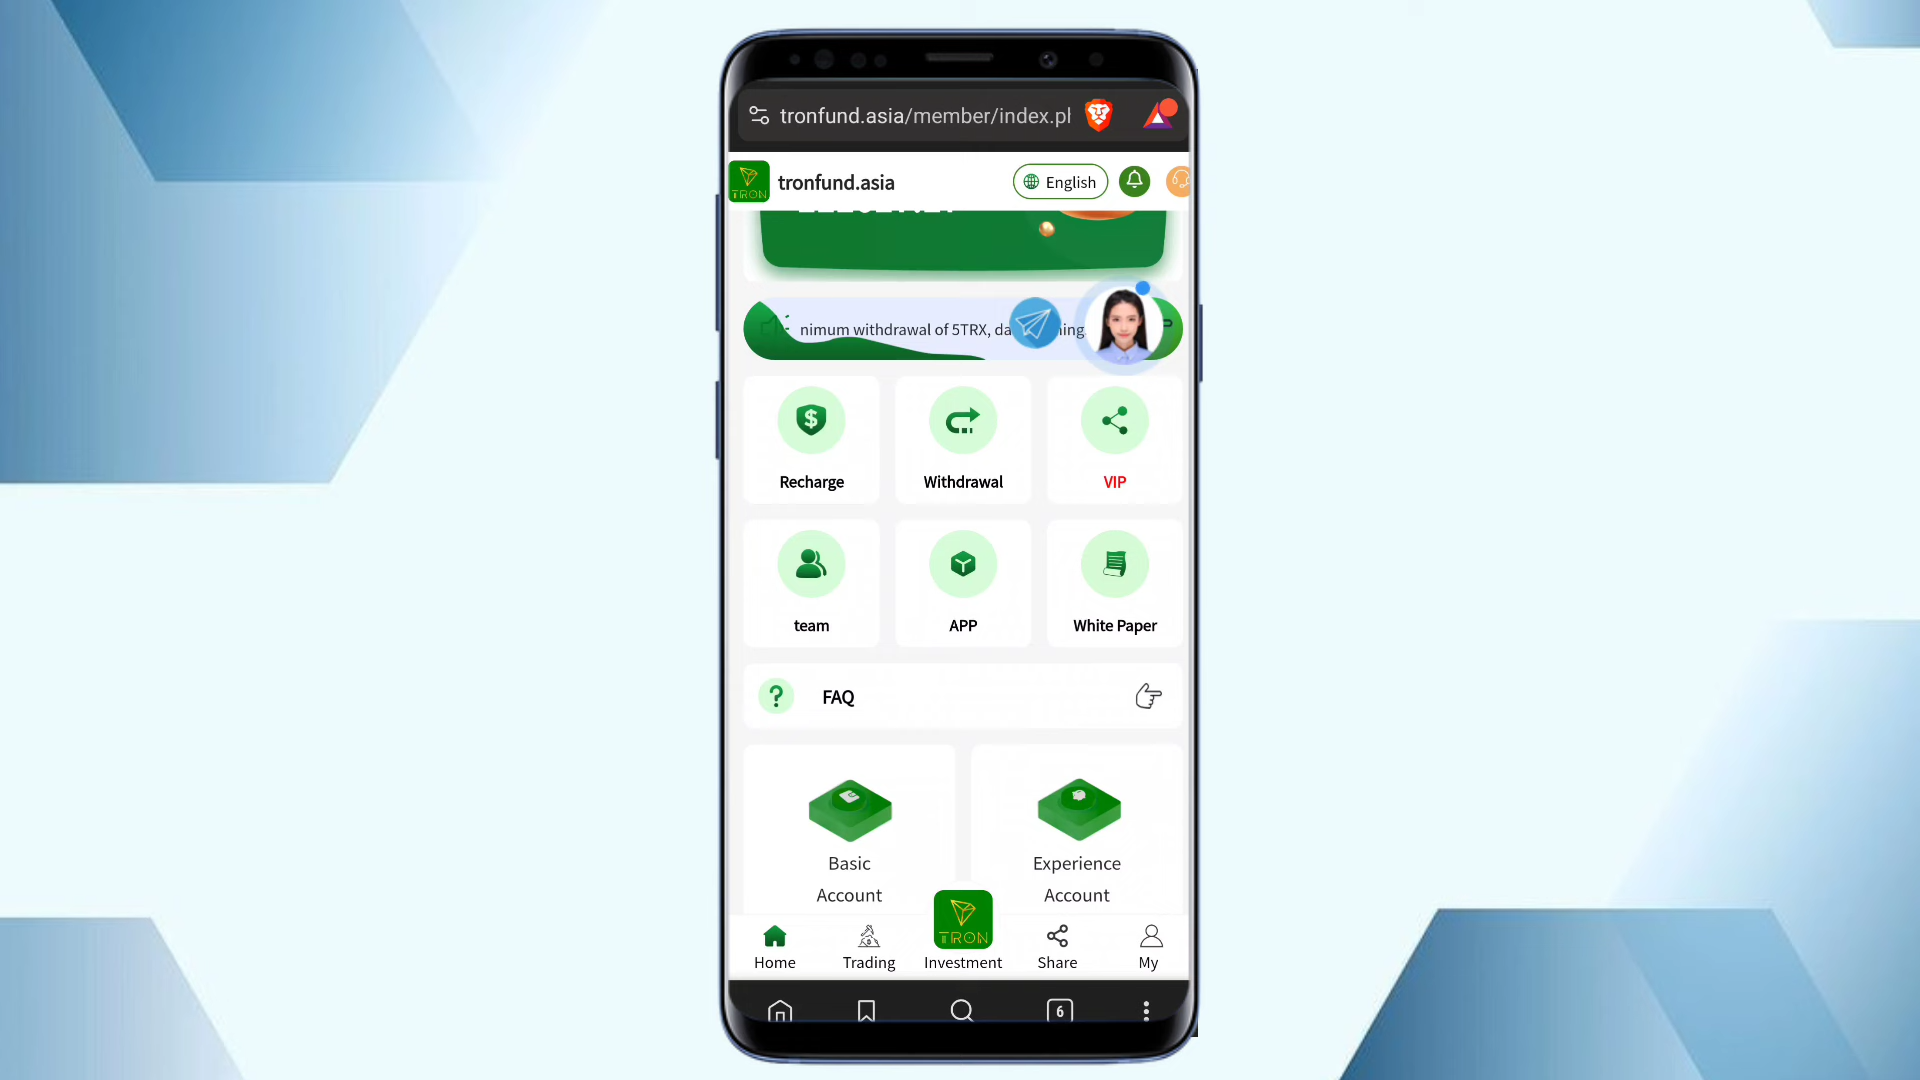 tronfund.asia/member/index.pl
TRON
tronfund.asia
English
nimum withdrawal of 5TRX, da
ning
Recharge
Withdrawal
VIP
team
APP
White Paper
?
FAQ
Basic
Account
Experience
Account
TRON
Home
Trading
Investment
Share
My
6